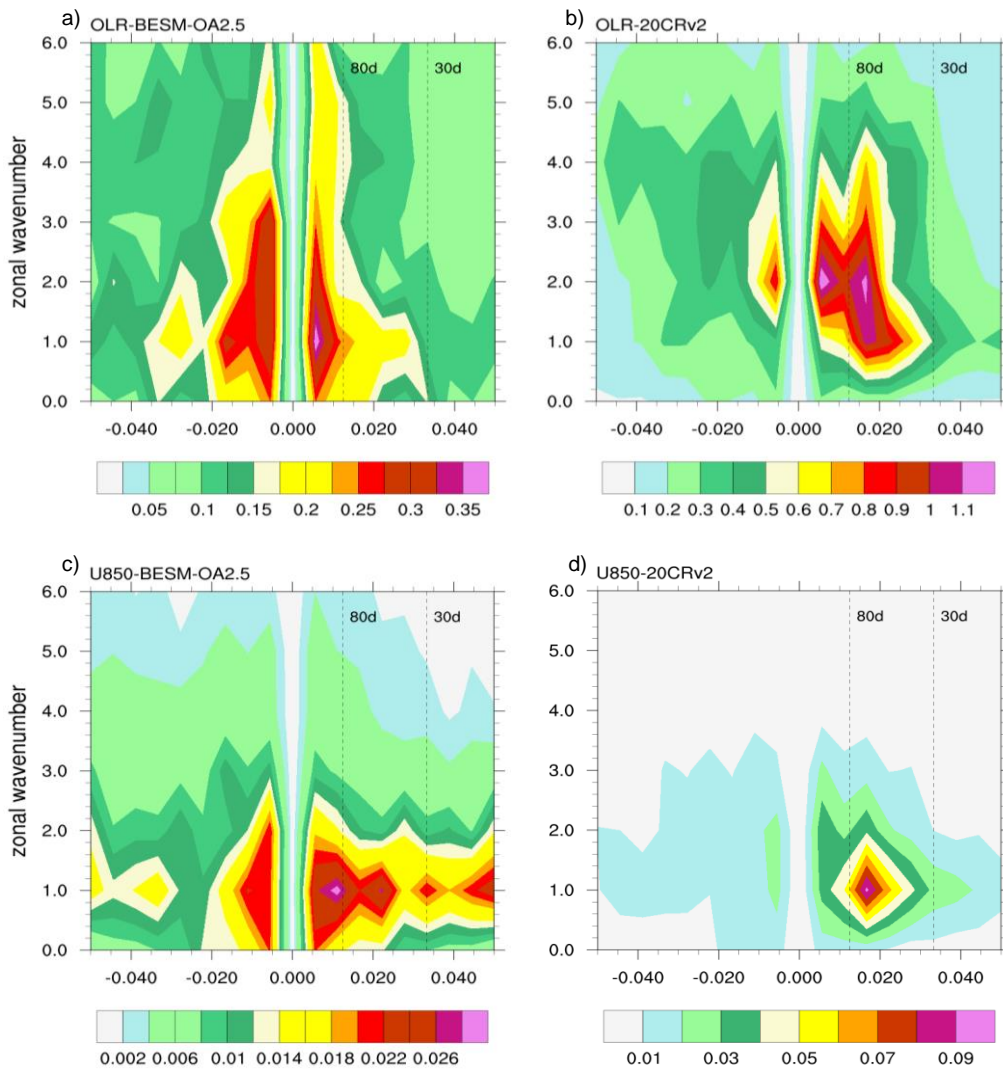 a)
OLR-BESM-OA2.5
6.0
5.0
4.0
3.0
2.0
1.0
0.0
zonal wavenumber
80d
30d
-0.040 -0.020 0.000 0.020 0.040
0.05 0.1 0.15 0.2 0.25 0.3 0.35
b)
OLR-20CRv2
6.0
5.0
4.0
3.0
2.0
1.0
0.0
80d
30d
-0.040 -0.020 0.000 0.020 0.040
0.1 0.2 0.3 0.4 0.5 0.6 0.7 0.8 0.9 1 1.1
c)
U850-BESM-OA2.5
6.0
5.0
4.0
3.0
2.0
1.0
0.0
zonal wavenumber
80d
30d
-0.040 -0.020 0.000 0.020 0.040
0.002 0.006 0.01 0.014 0.018 0.022 0.026
d)
U850-20CRv2
6.0
5.0
4.0
3.0
2.0
1.0
0.0
80d
30d
-0.040 -0.020 0.000 0.020 0.040
0.01 0.03 0.05 0.07 0.09